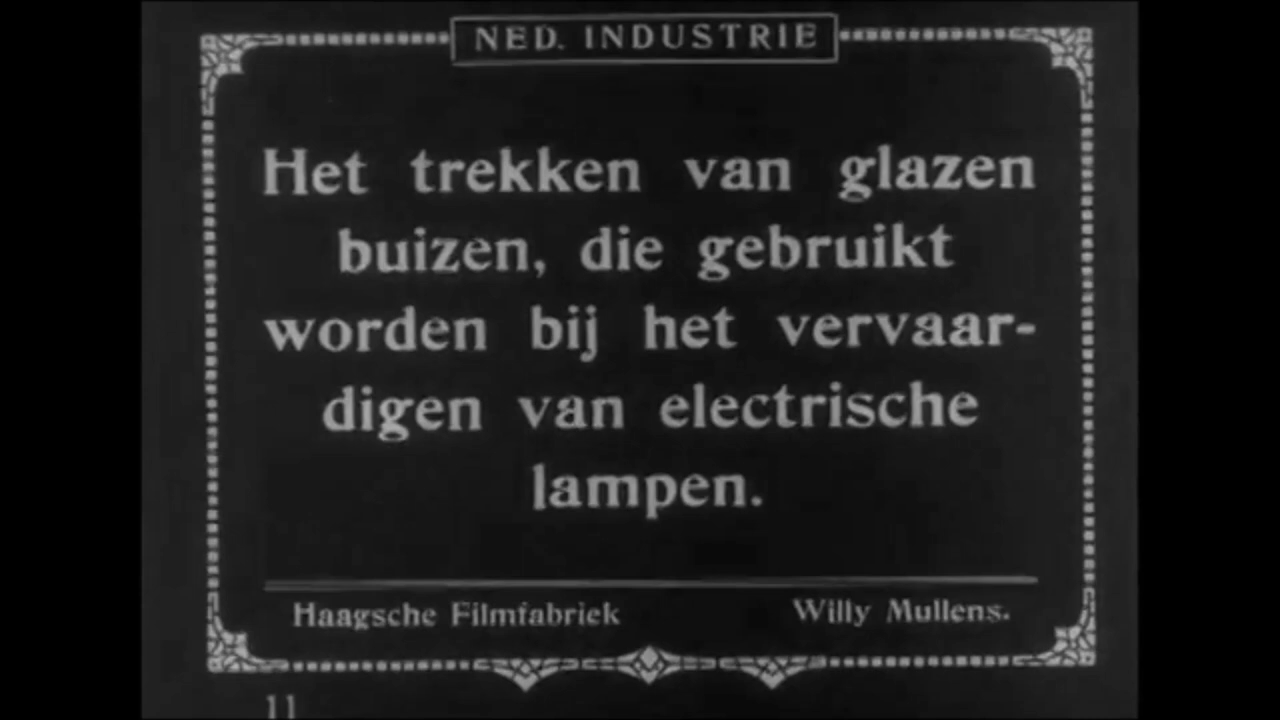 NED. INDUSTRIE
Het trekken van glazen
buizen, die gebruikt
worden bij het vervaar-
digen van electrische
lampen.
Haagsche Filmfabriek Willy Mullens.
11